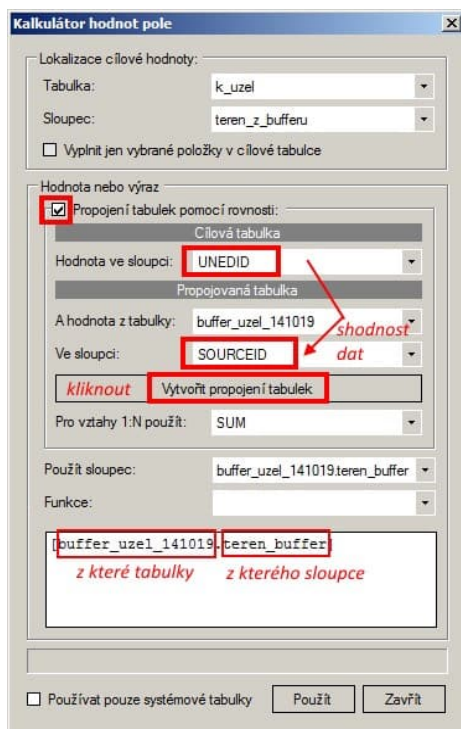 Kalkulátor hodnot pole
Lokalizace cílové hodnoty:
Tabulka: k_uzel
Sloupec: teren_z_bufferu
Vyplnit jen vybrané položky v cílové tabulce
Hodnota nebo výraz
Propojení tabulek pomocí rovnosti:
Cílová tabulka
Hodnota ve sloupci: UNEDID
Propojovaná tabulka
A hodnota z tabulky: buffer_uzel_141019
shodnost
Ve sloupci: SOURCEID dat
kliknout Vytvořit propojení tabulek
Pro vztahy 1:N použít: SUM
Použít sloupec: buffer_uzel_141019.teren_buffer
Funkce:
[buffer_uzel_141019.teren_buffer]
z které tabulky z kterého sloupce
Používat pouze systémové tabulky Použít Zavřít